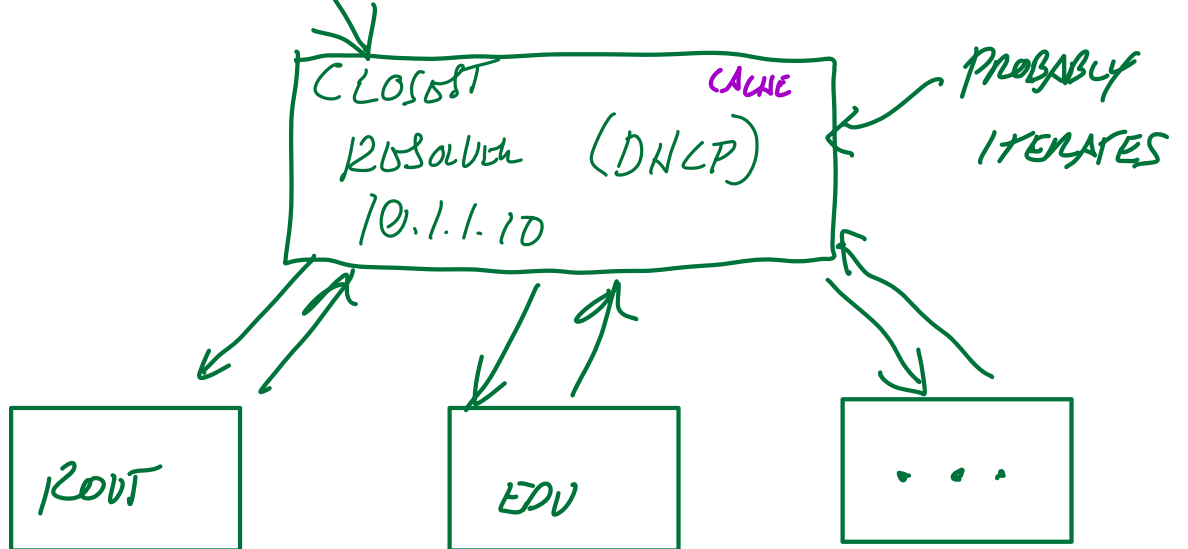 CLOSEST
CACHE
PROBABLY
RESOLVER (DHCP)
ITERATES
10.1.1.10
ROOT
EDU
...